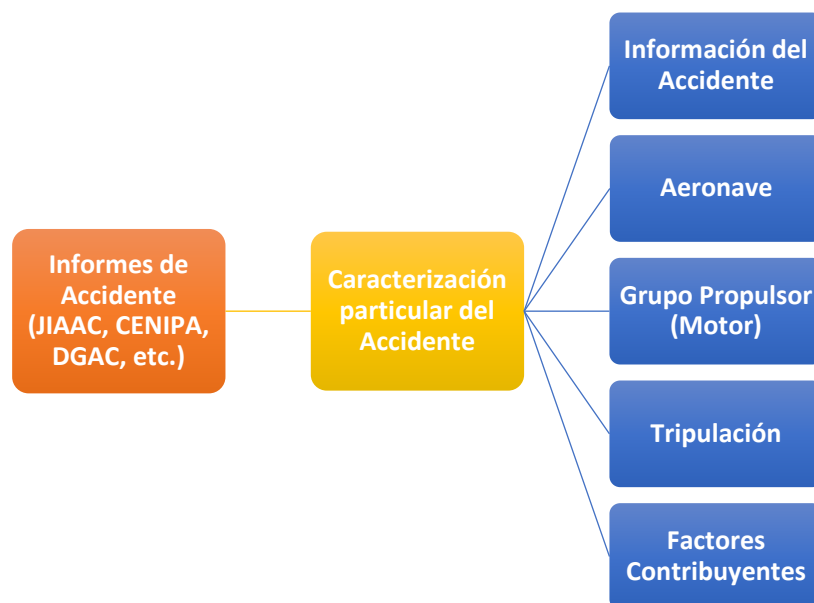 Información del
Accidente
Aeronave
Informes de
Accidente
(JIAAC, CENIPA,
DGAC, etc.)
Caracterización
particular del
Accidente
Grupo Propulsor
(Motor)
Tripulación
Factores
Contribuyentes